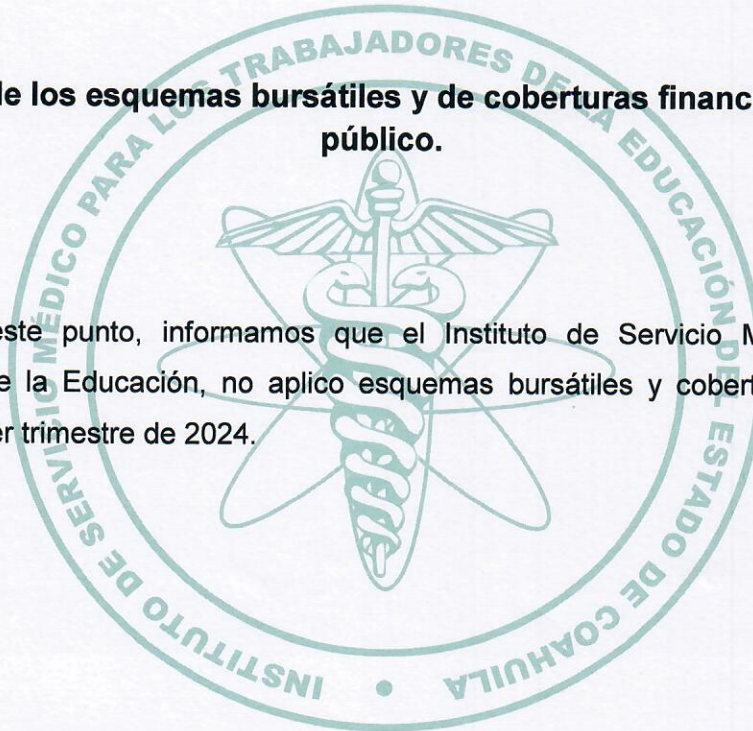 de los esquemas bursátiles y de coberturas financ
público.
este punto, informamos que el Instituto de Servicio M
e la Educación, no aplico esquemas bursátiles y cobert
er trimestre de 2024.
INSTITUTO DE SERVICIO MÉDICO PARA LOS TRABAJADORES DE LA EDUCACIÓN DEL ESTADO DE COAHUILA